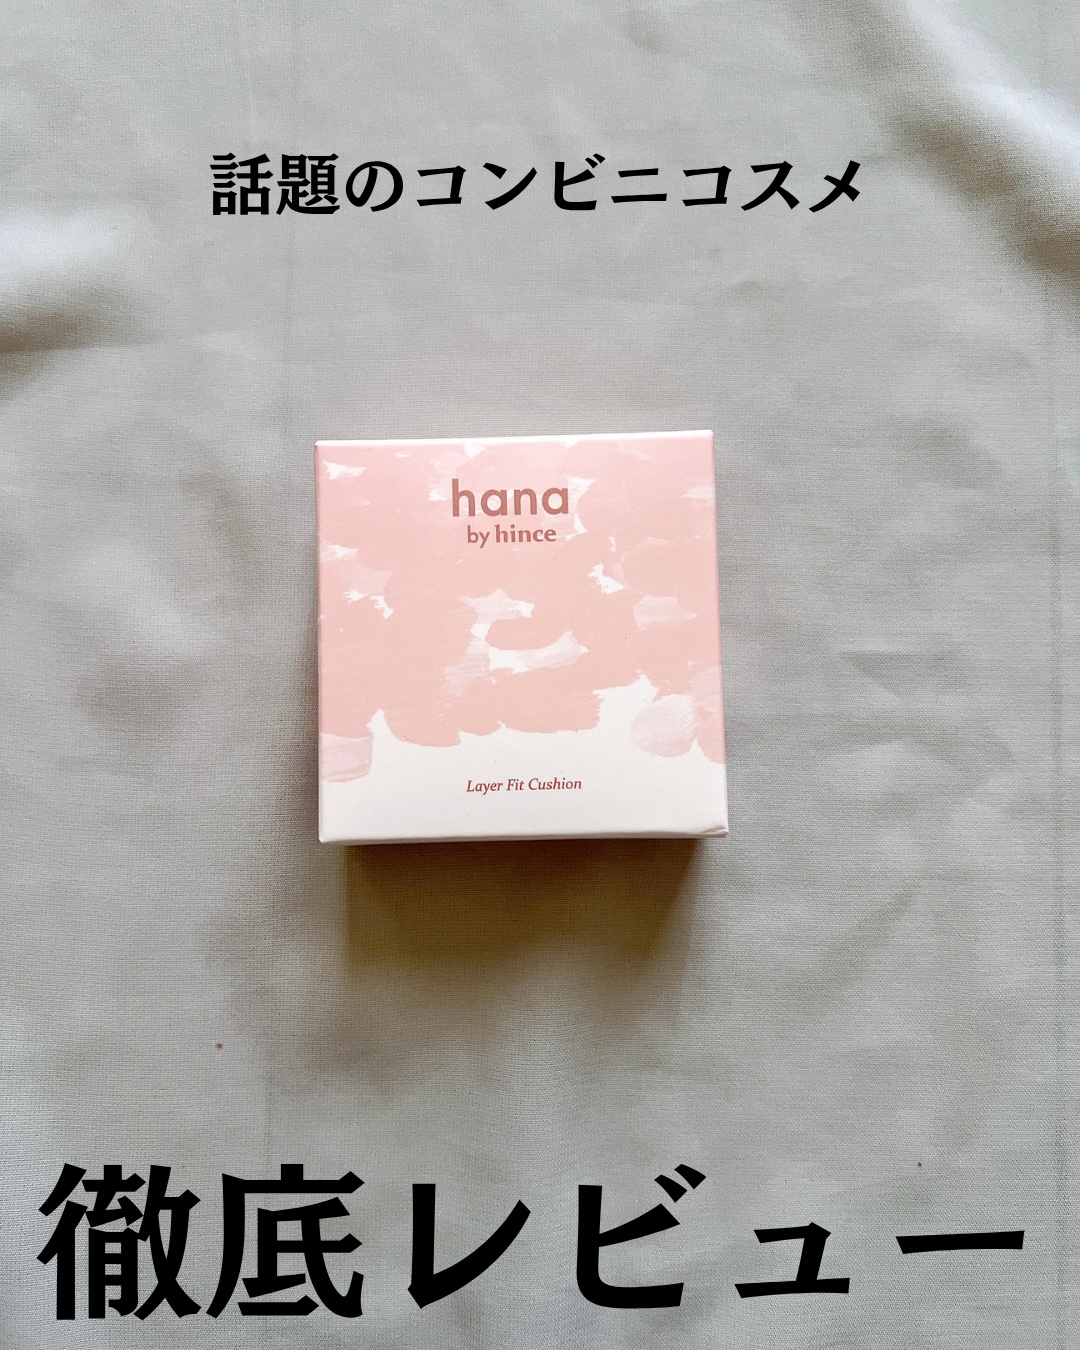 話題のコンビニコスメ
hana
by hince
Layer Fit Cushion
徹底レビュー